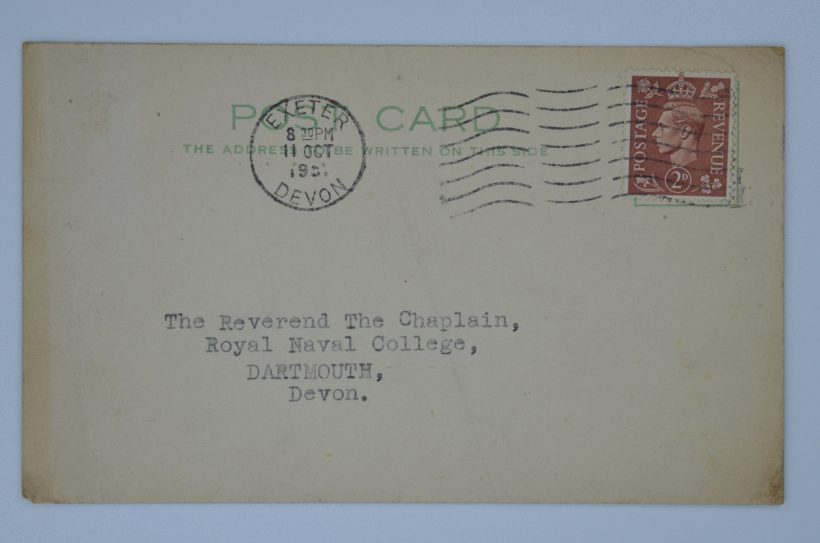 POST CARD
THE ADDRESS TO BE WRITTEN ON THIS SIDE
EXETER
8 30PM
11 OCT
195
DEVON
POSTAGE
REVENUE
2D
The Reverend The Chaplain,
Royal Naval College,
DARTMOUTH,
Devon.